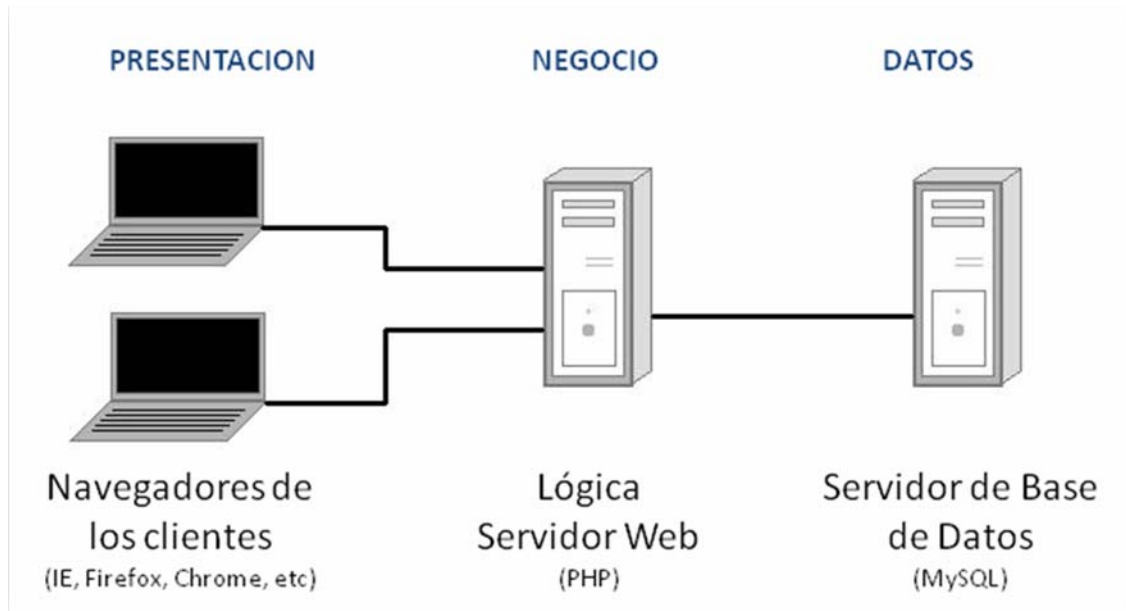 PRESENTACION
NEGOCIO
DATOS
Navegadores de
los clientes
(IE, Firefox, Chrome, etc)
Lógica
Servidor Web
(PHP)
Servidor de Base
de Datos
(MySQL)